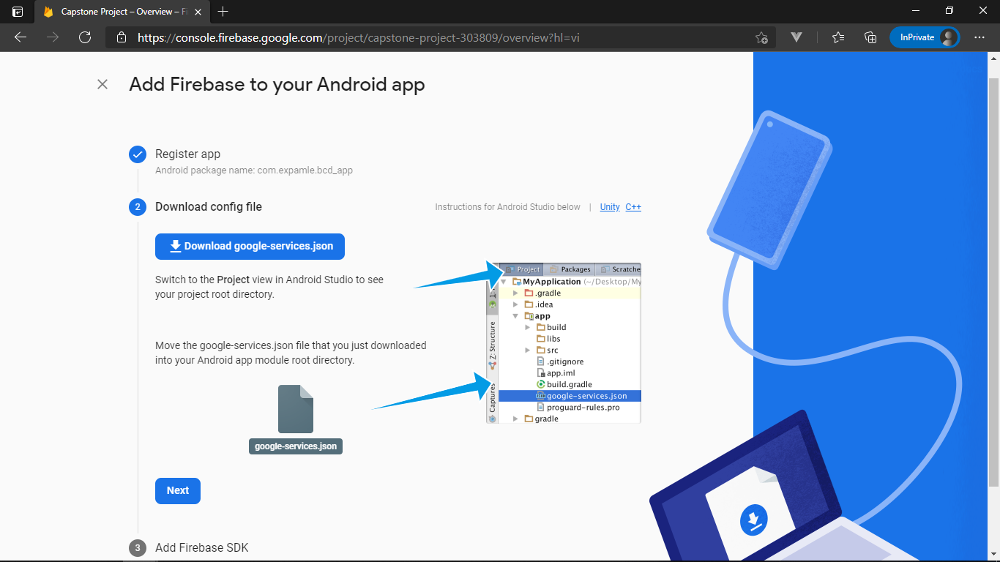 Capstone Project – Overview – Fi
https://console.firebase.google.com/project/capstone-project-303809/overview?hl=vi
InPrivate
Add Firebase to your Android app
Register app
Android package name: com.expamle.bcd_app
2
Download config file
Instructions for Android Studio below | Unity C++
Download google-services.json
Switch to the Project view in Android Studio to see
your project root directory.
Move the google-services.json file that you just downloaded
into your Android app module root directory.
google-services.json
Project Packages Scratches
MyApplication (~/Desktop/My
.gradle
.idea
app
build
libs
src
.gitignore
app.iml
build.gradle
google-services.json
proguard-rules.pro
gradle
1:
Z: Structure
Captures
Next
3
Add Firebase SDK